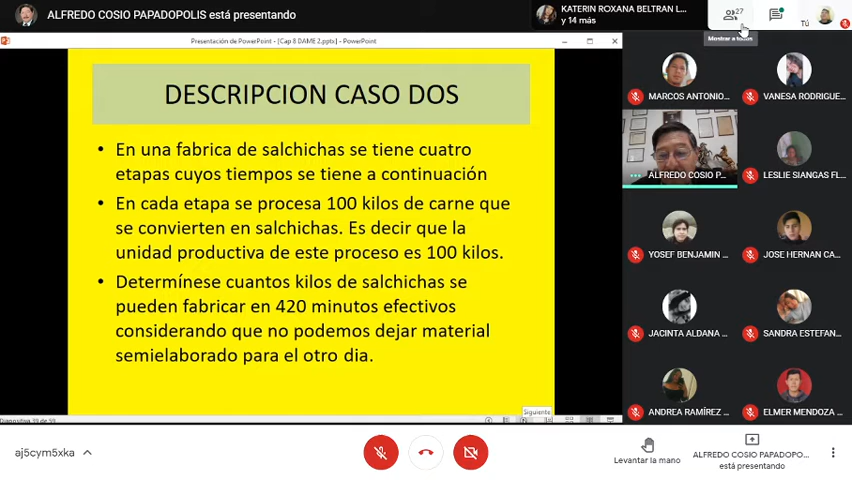 ALFREDO COSIO PAPADOPOLIS está presentando
KATERIN ROXANA BELTRAN L...
y 14 más
27
Tú
Mostrar a todos
Presentación de PowerPoint - [Cap 8 DAME 2.pptx] - PowerPoint
DESCRIPCION CASO DOS
• En una fabrica de salchichas se tiene cuatro
etapas cuyos tiempos se tiene a continuación
• En cada etapa se procesa 100 kilos de carne que
se convierten en salchichas. Es decir que la
unidad productiva de este proceso es 100 kilos.
• Determínese cuantos kilos de salchichas se
pueden fabricar en 420 minutos efectivos
considerando que no podemos dejar material
semielaborado para el otro dia.
Siguiente
MARCOS ANTONIO...
VANESA RODRIGUE...
ALFREDO COSIO P...
LESLIE SIANGAS FL...
YOSEF BENJAMIN ...
JOSE HERNAN CA...
JACINTA ALDANA ...
SANDRA ESTEFAN...
ANDREA RAMÍREZ ...
ELMER MENDOZA ...
aj5cym5xka
Levantar la mano
ALFREDO COSIO PAPADOPO...
está presentando